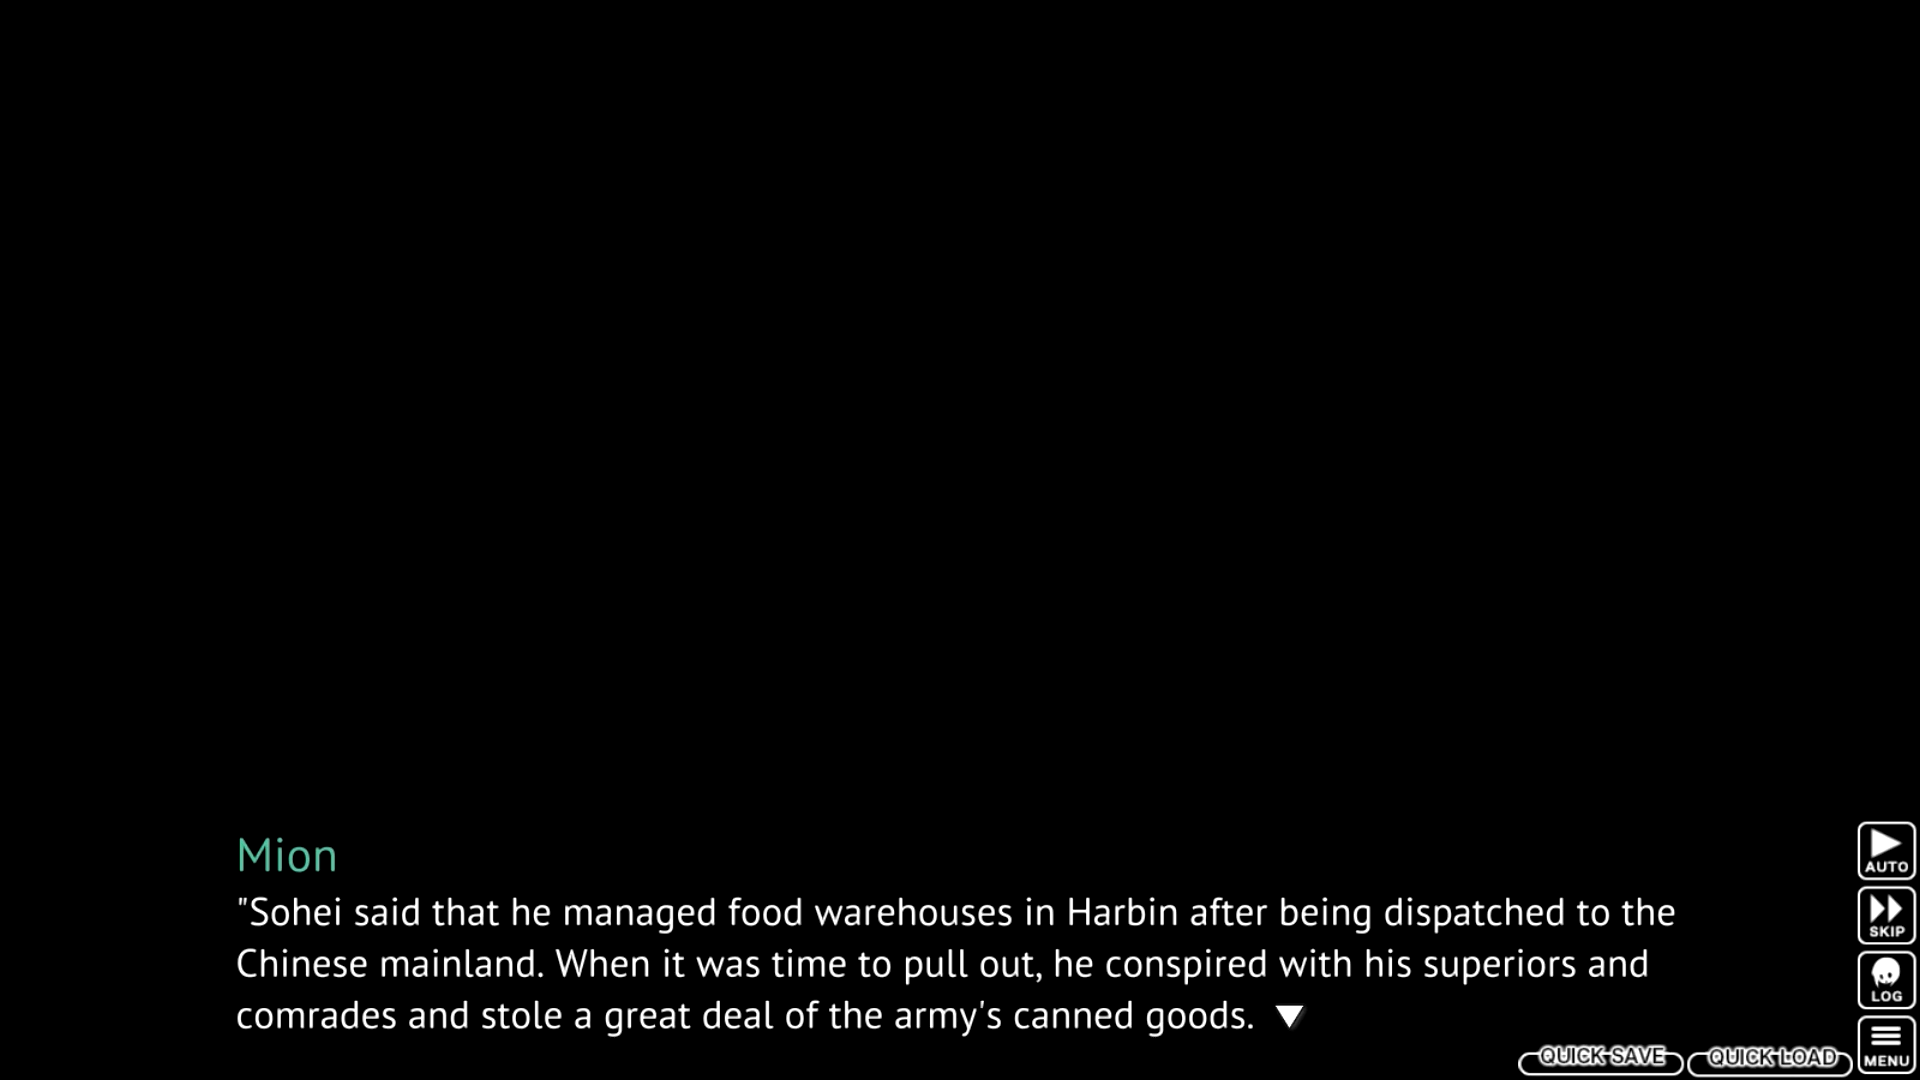 Mion
"Sohei said that he managed food warehouses in Harbin after being dispatched to the
Chinese mainland. When it was time to pull out, he conspired with his superiors and
comrades and stole a great deal of the army's canned goods.
AUTO
SKIP
LOG
MENU
QUICK SAVE
QUICK LOAD